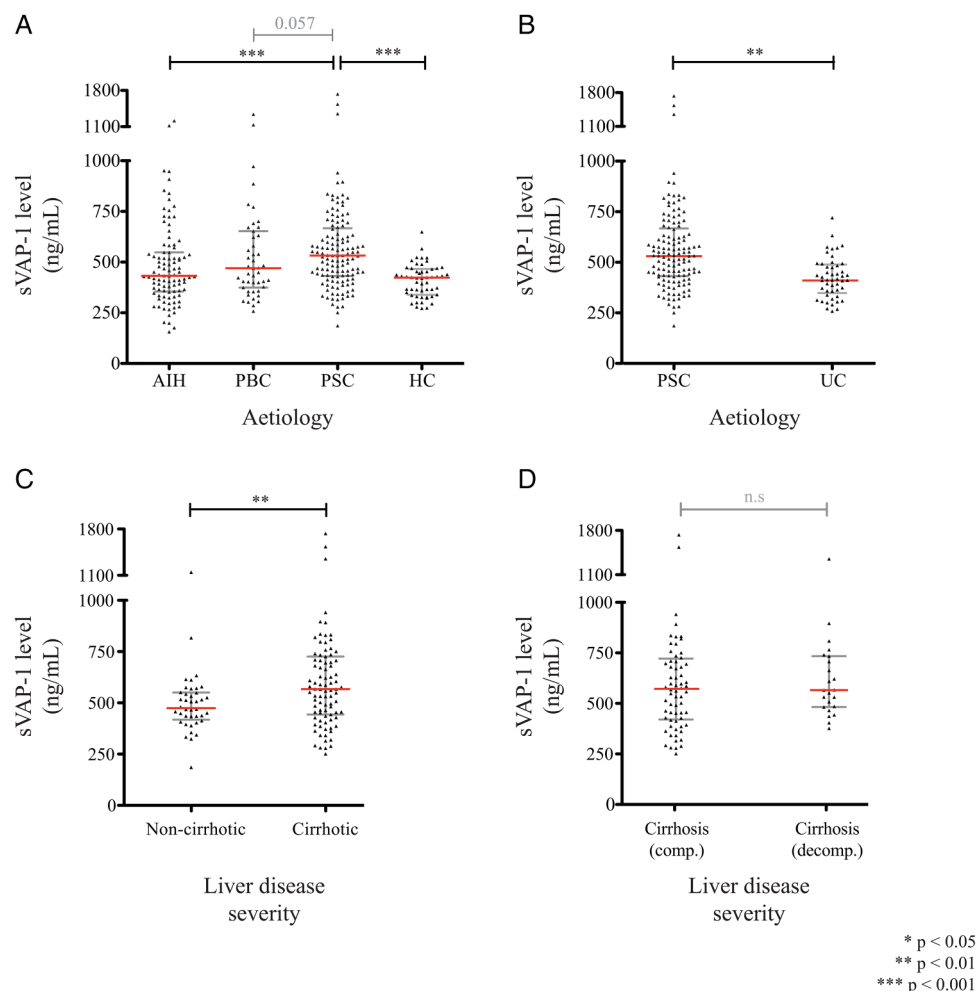 A
0.057
***
***
1800
1100
1000
750
500
250
0
sVAP-1 level
(ng/mL)
AIH
PBC
PSC
HC
Aetiology
B
**
1800
1100
1000
750
500
250
0
sVAP-1 level
(ng/mL)
PSC
UC
Aetiology
C
**
1800
1100
1000
750
500
250
0
sVAP-1 level
(ng/mL)
Non-cirrhotic
Cirrhotic
Liver disease
severity
D
n.s
1800
1100
1000
750
500
250
0
sVAP-1 level
(ng/mL)
Cirrhosis
(comp.)
Cirrhosis
(decomp.)
Liver disease
severity
* p < 0.05
** p < 0.01
*** p < 0.001